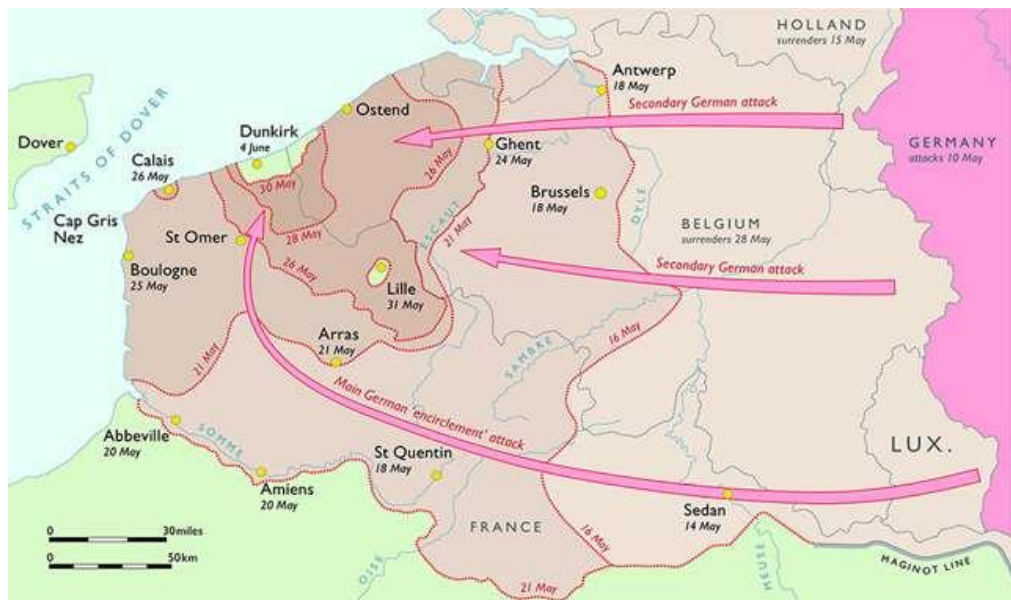 HOLLAND
surrenders 15 May
Antwerp
18 May
Secondary German attack
Ostend
Dunkirk
4 June
Dover
STRAITS OF DOVER
Calais
26 May
Ghent
24 May
GERMANY
attacks 10 May
30 May
26 May
Brussels
18 May
DYLE
Cap Gris
Nez
St Omer
28 May
ESCAUT
21 May
BELGIUM
surrenders 28 May
Boulogne
25 May
26 May
Lille
31 May
Secondary German attack
Arras
21 May
21 May
SAMBRE
16 May
Main German 'encirclement' attack
Abbeville
20 May
SOMME
St Quentin
18 May
LUX.
Amiens
20 May
Sedan
14 May
FRANCE
16 May
0 30miles
0 50km
OISE
21 May
MEUSE
MAGINOT LINE